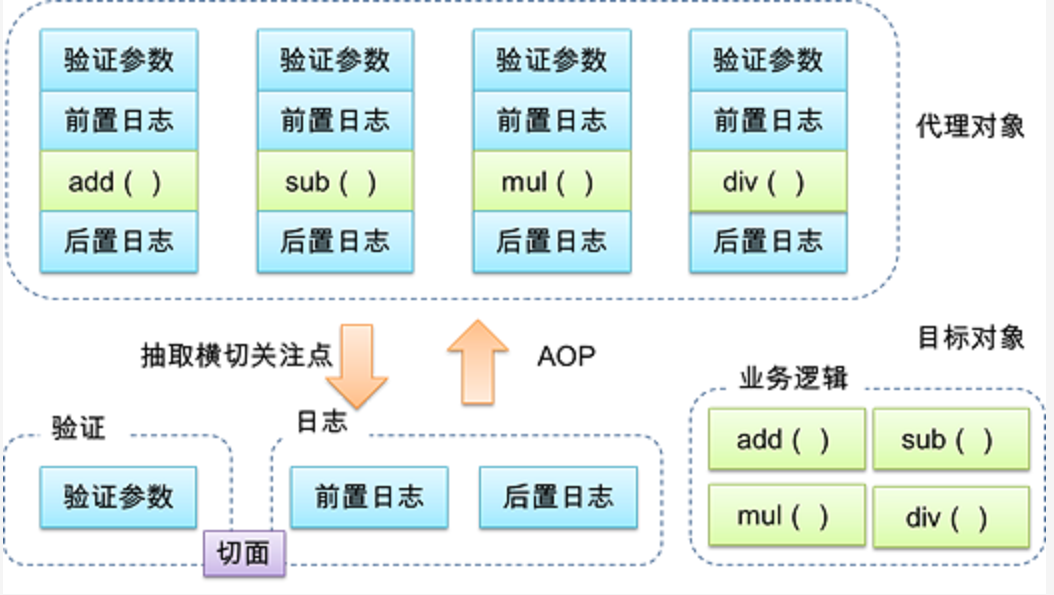 验证参数 验证参数 验证参数 验证参数
前置日志 前置日志 前置日志 前置日志
代理对象
add ( ) sub ( ) mul ( ) div ( )
后置日志 后置日志 后置日志 后置日志
抽取横切关注点
AOP
目标对象
业务逻辑
验证
日志
add ( ) sub ( )
验证参数
前置日志 后置日志
mul ( ) div ( )
切面